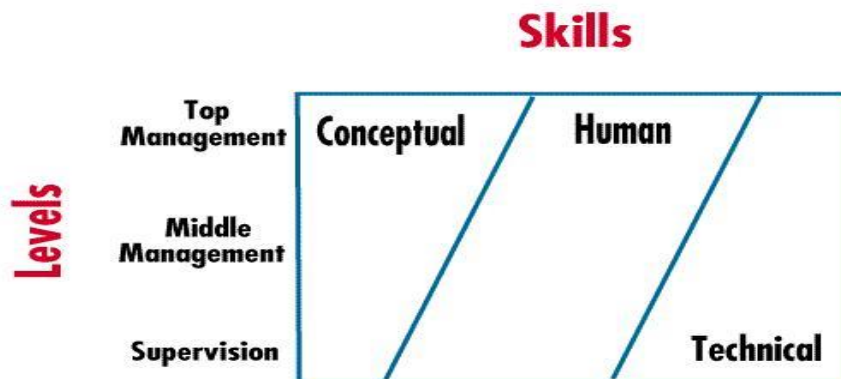 Skills
Levels
Top
Management
Conceptual
Human
Middle
Management
Supervision
Technical